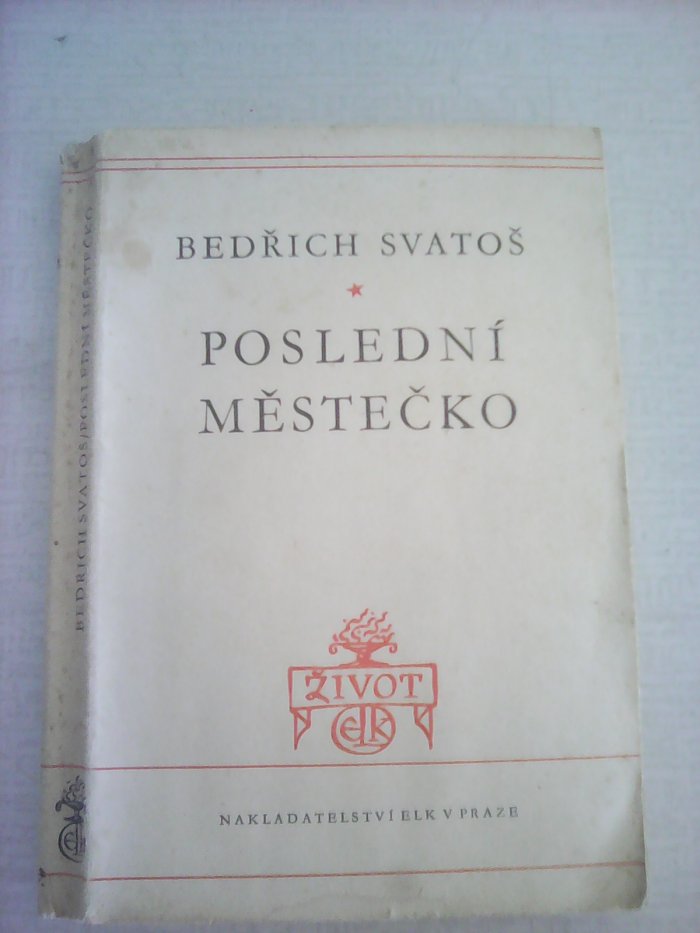 BEDŘICH SVATOŠ
POSLEDNÍ
MĚSTEČKO
ŽIVOT
ELK
NAKLADATELSTVÍ ELK V PRAZE
BEDŘICH SVATOŠ/POSLEDNÍ MĚSTEČKO